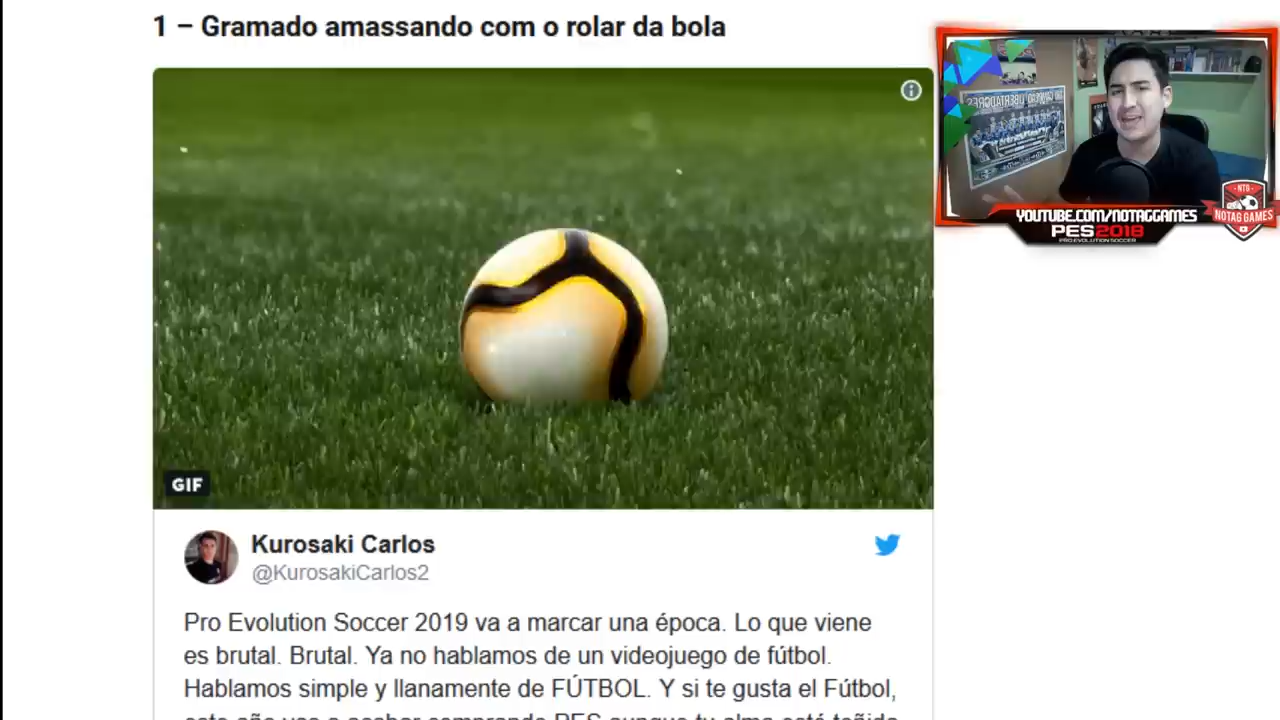 1 – Gramado amassando com o rolar da bola
GIF
NTG
NOTAG GAMES
YOUTUBE.COM/NOTAGGAMES
PES2018
PRO EVOLUTION SOCCER
Kurosaki Carlos
@KurosakiCarlos2
Pro Evolution Soccer 2019 va a marcar una época. Lo que viene
es brutal. Brutal. Ya no hablamos de un videojuego de fútbol.
Hablamos simple y llanamente de FÚTBOL. Y si te gusta el Fútbol,